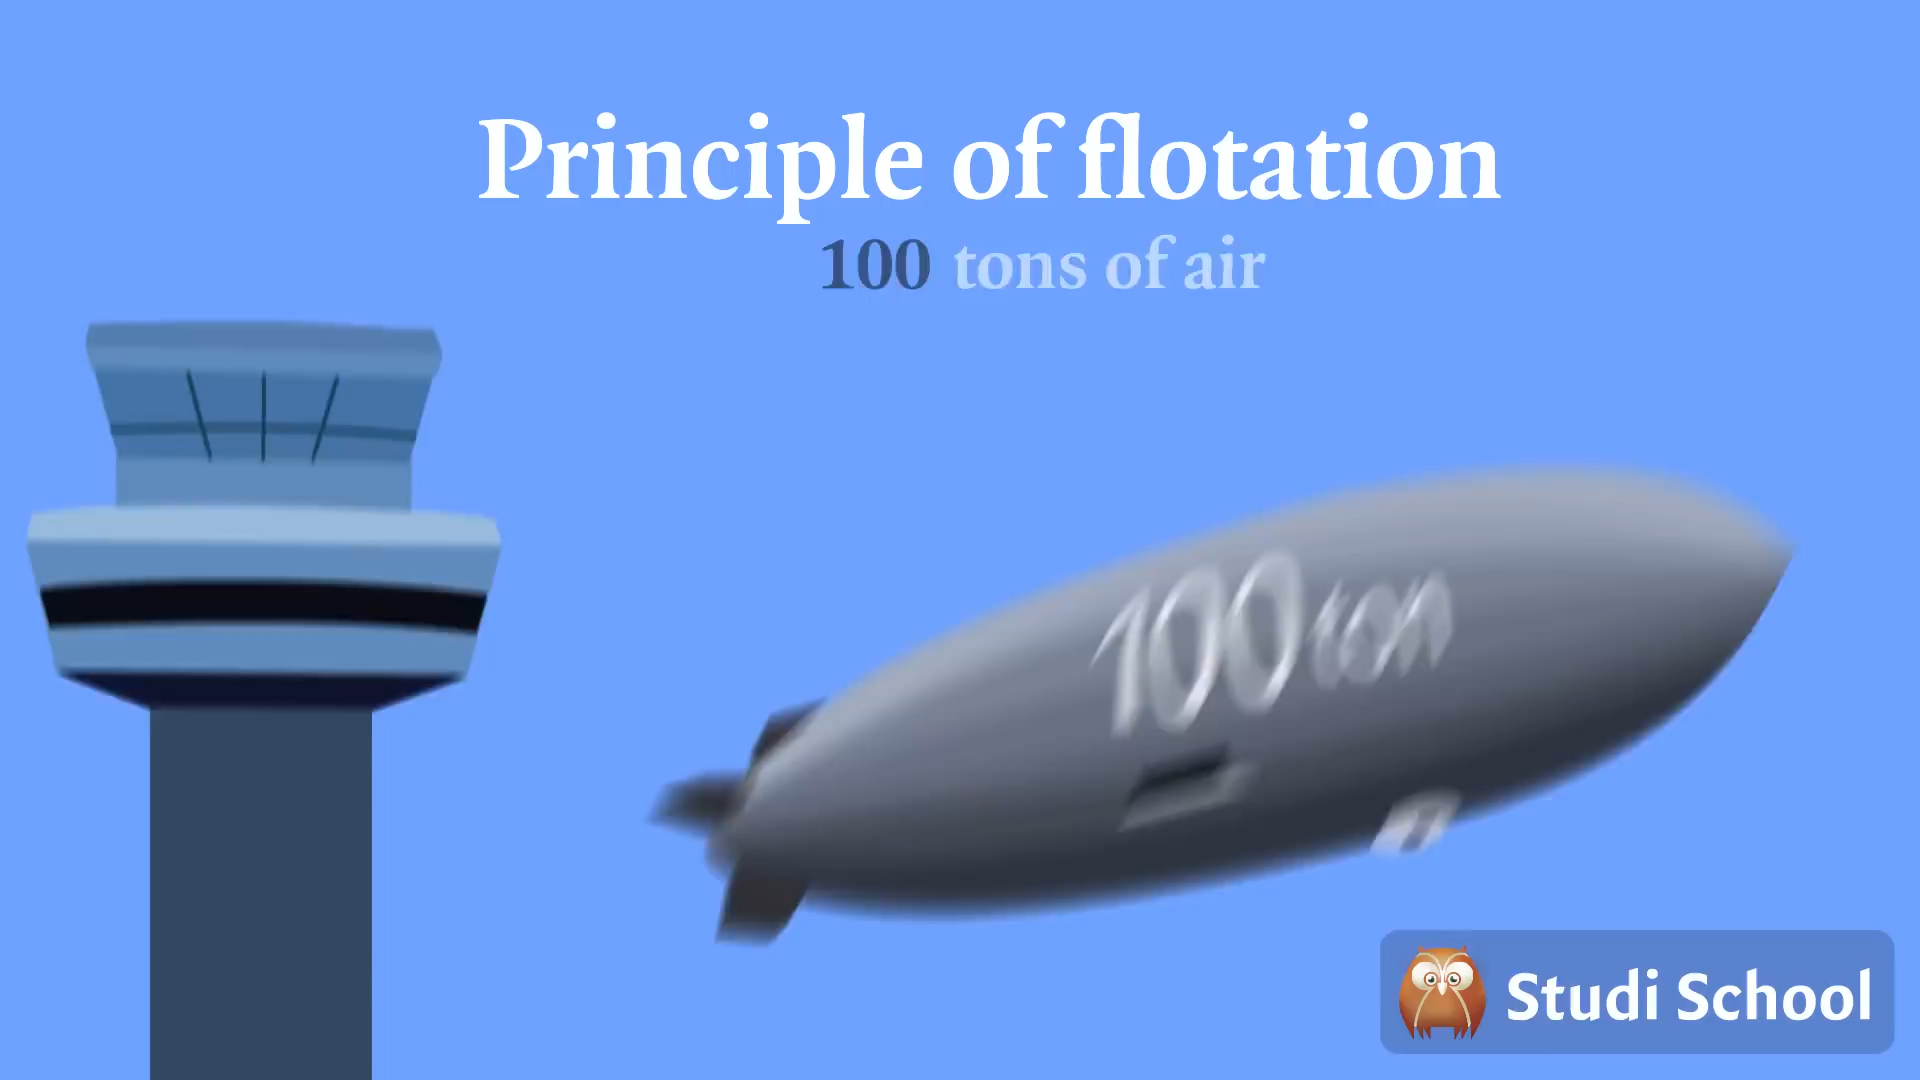 Principle of flotation
100 tons of air
100 ton
Studi School